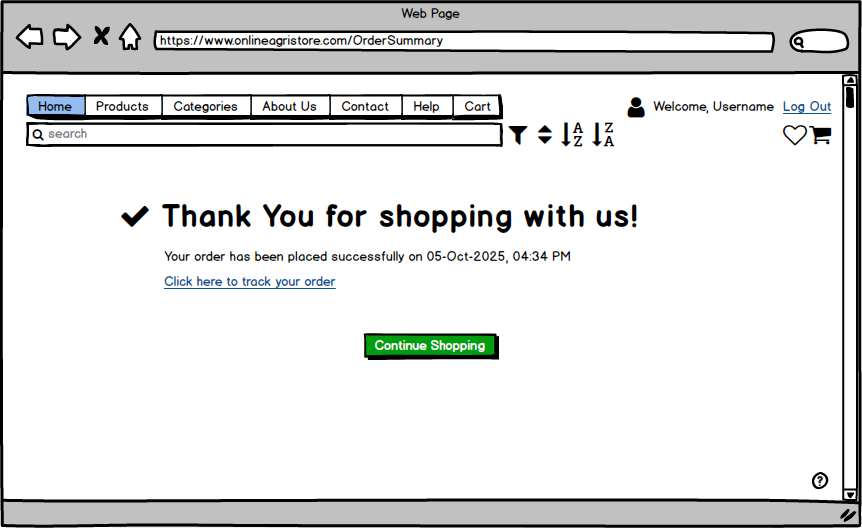 Web Page
https://www.onlineagristore.com/OrderSummary
Home Products Categories About Us Contact Help Cart
Welcome, Username Log Out
search
A Z
Z A
Thank You for shopping with us!
Your order has been placed successfully on 05-Oct-2025, 04:34 PM
Click here to track your order
Continue Shopping
?